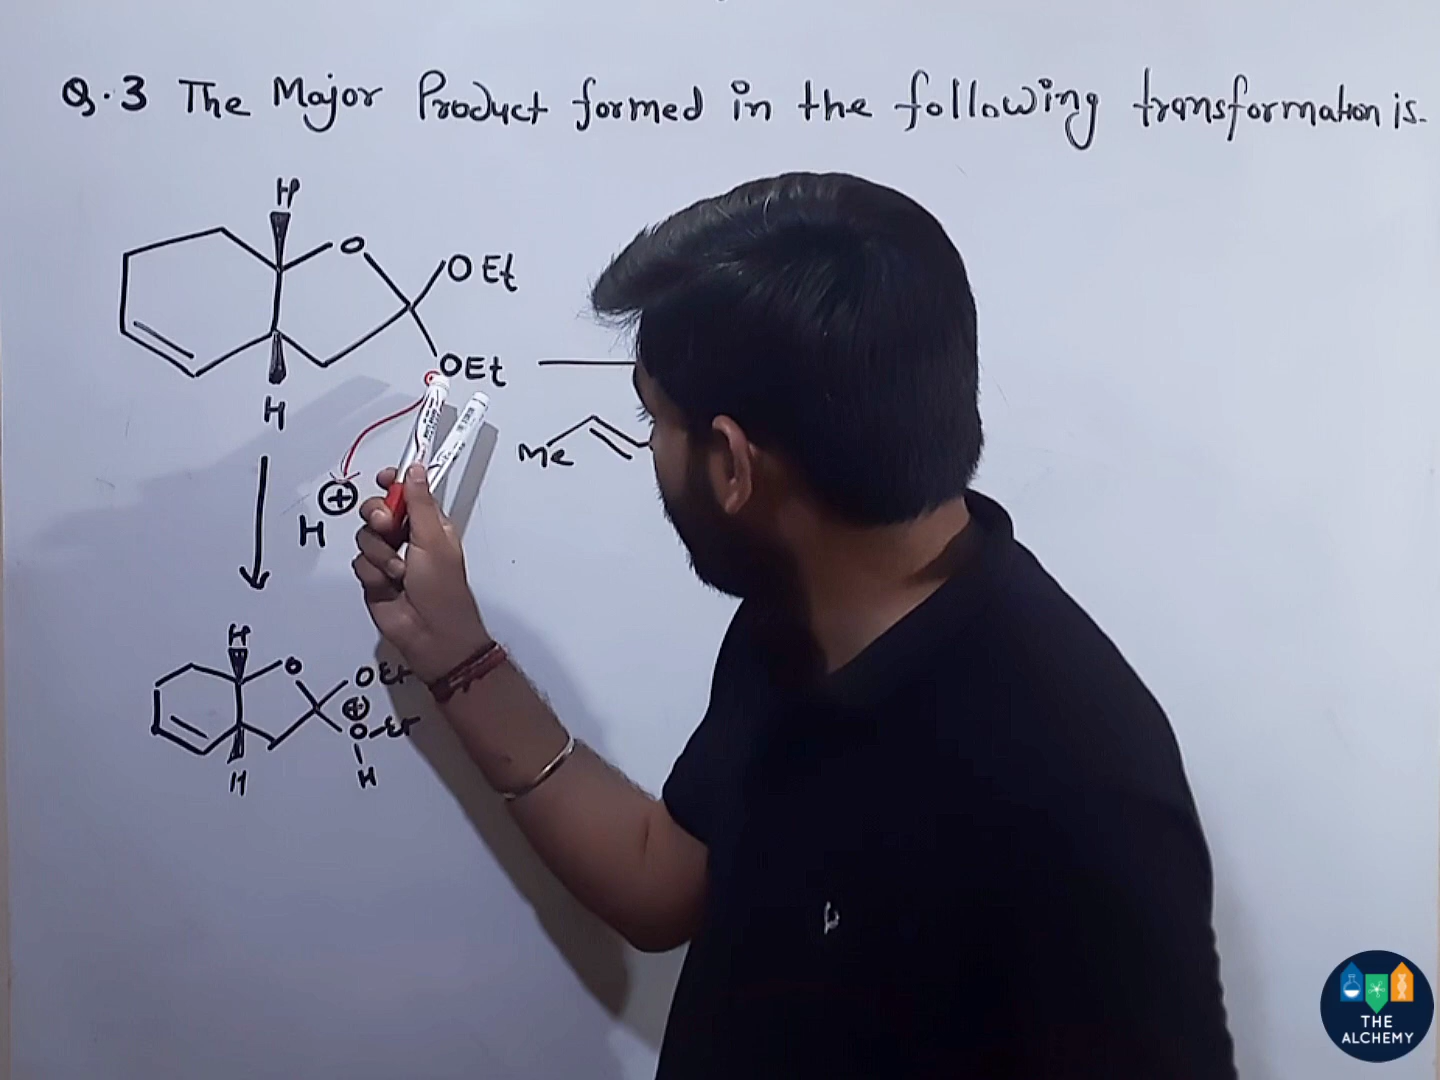 Q.3 The Major Product formed in the following transformation is.
H
O
OEt
OEt
H
Me
H ⊕
H
O
OEt
⊕
O-Et
H
H
THE
ALCHEMY